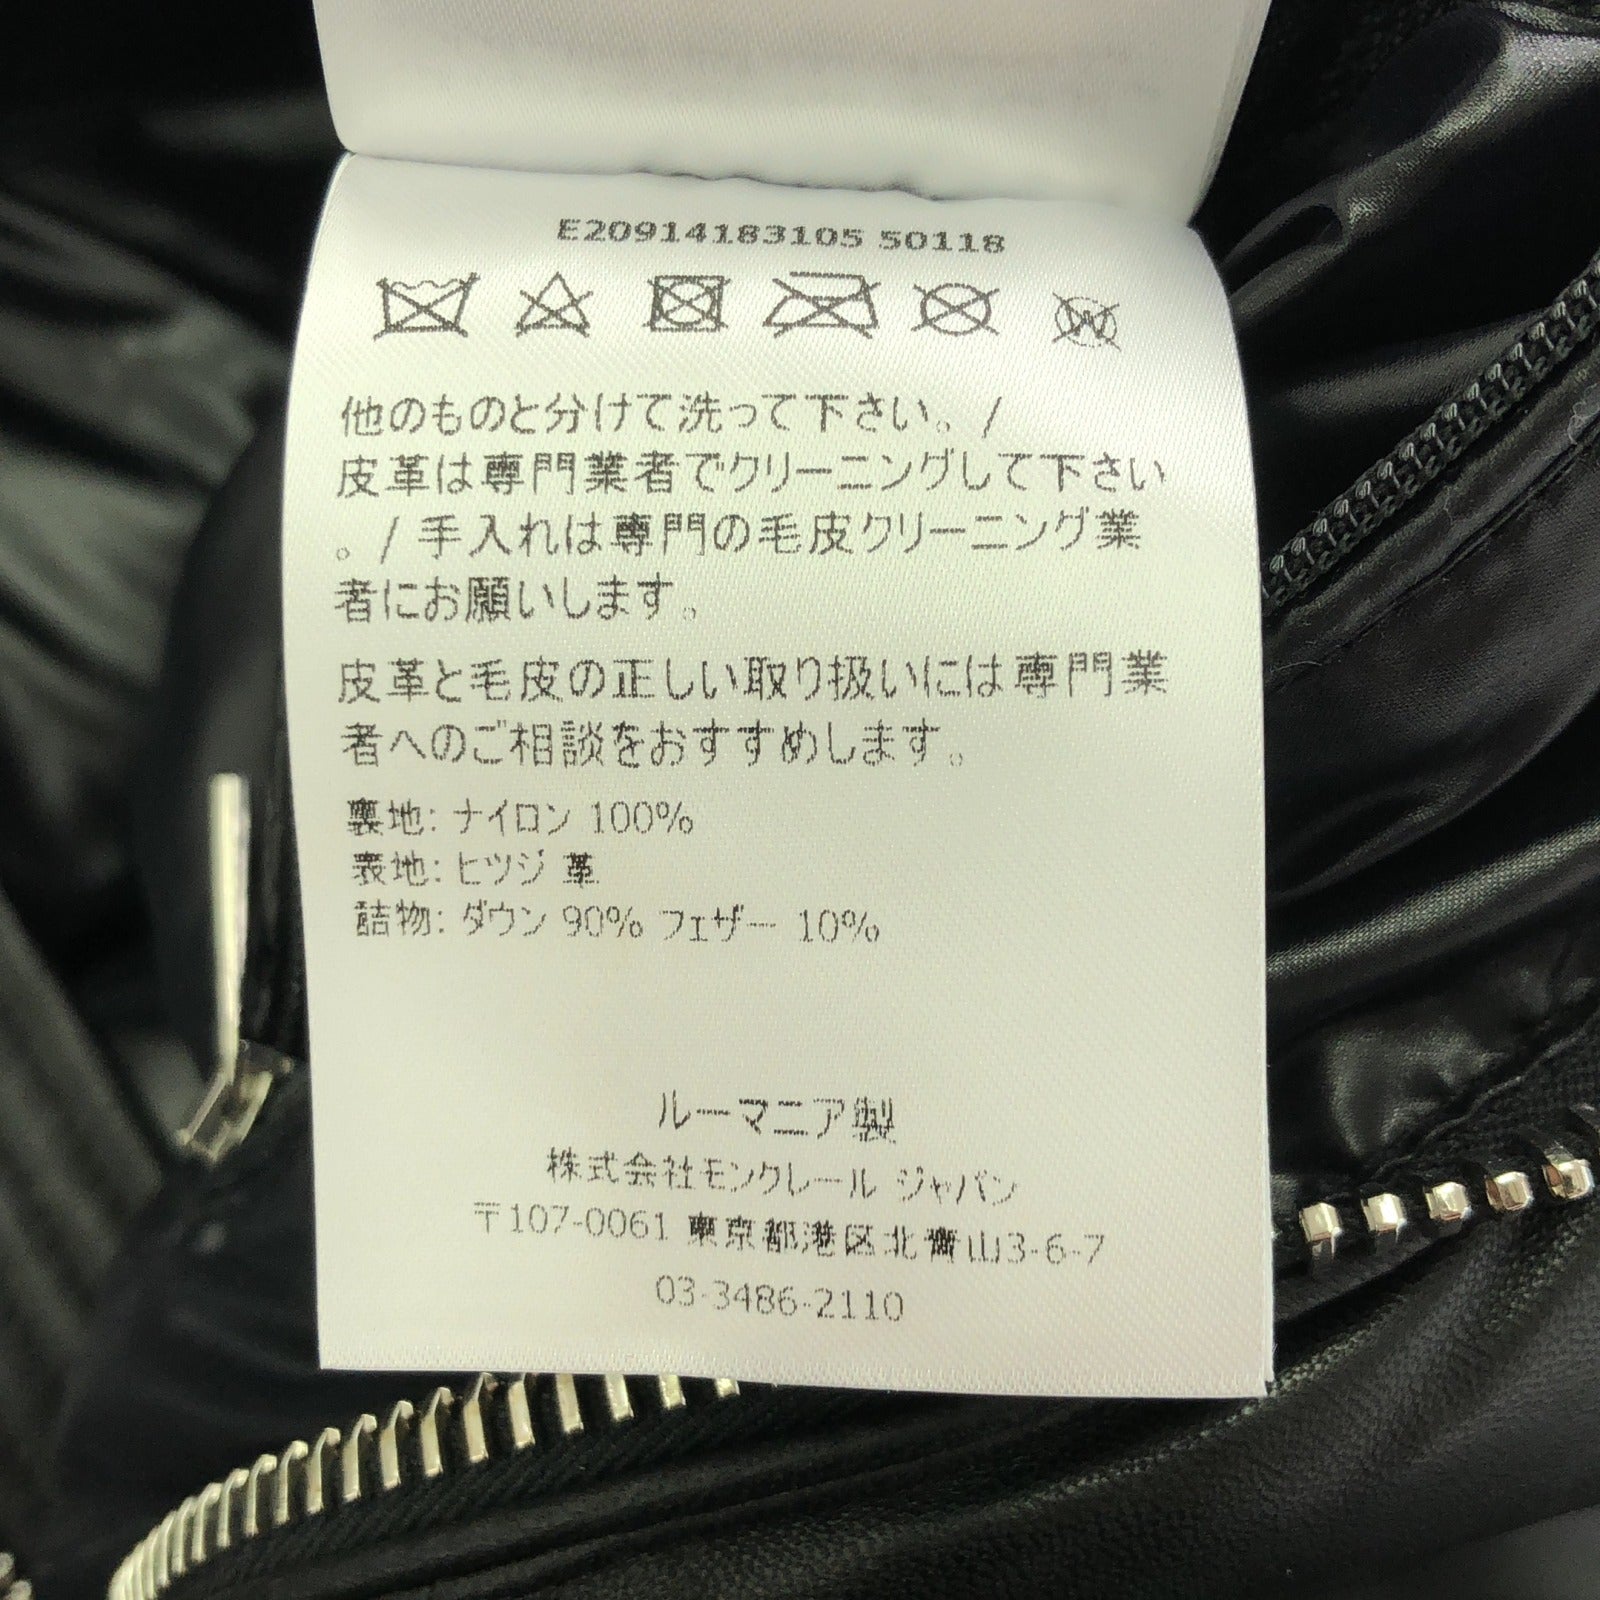 E20914183105 50118
他のものと分けて洗って下さい。/
皮革は専門業者でクリーニングして下さい
。/ 手入れは専門の毛皮クリーニング業
者にお願いします。
皮革と毛皮の正しい取り扱いには専門業
者へのご相談をおすすめします。
裏地: ナイロン 100%
表地: ヒツジ 革
詰物: ダウン 90% フェザー 10%
ルーマニア製
株式会社モンクレール ジャパン
〒107-0061 東京都港区北青山3-6-7
03-3486-2110